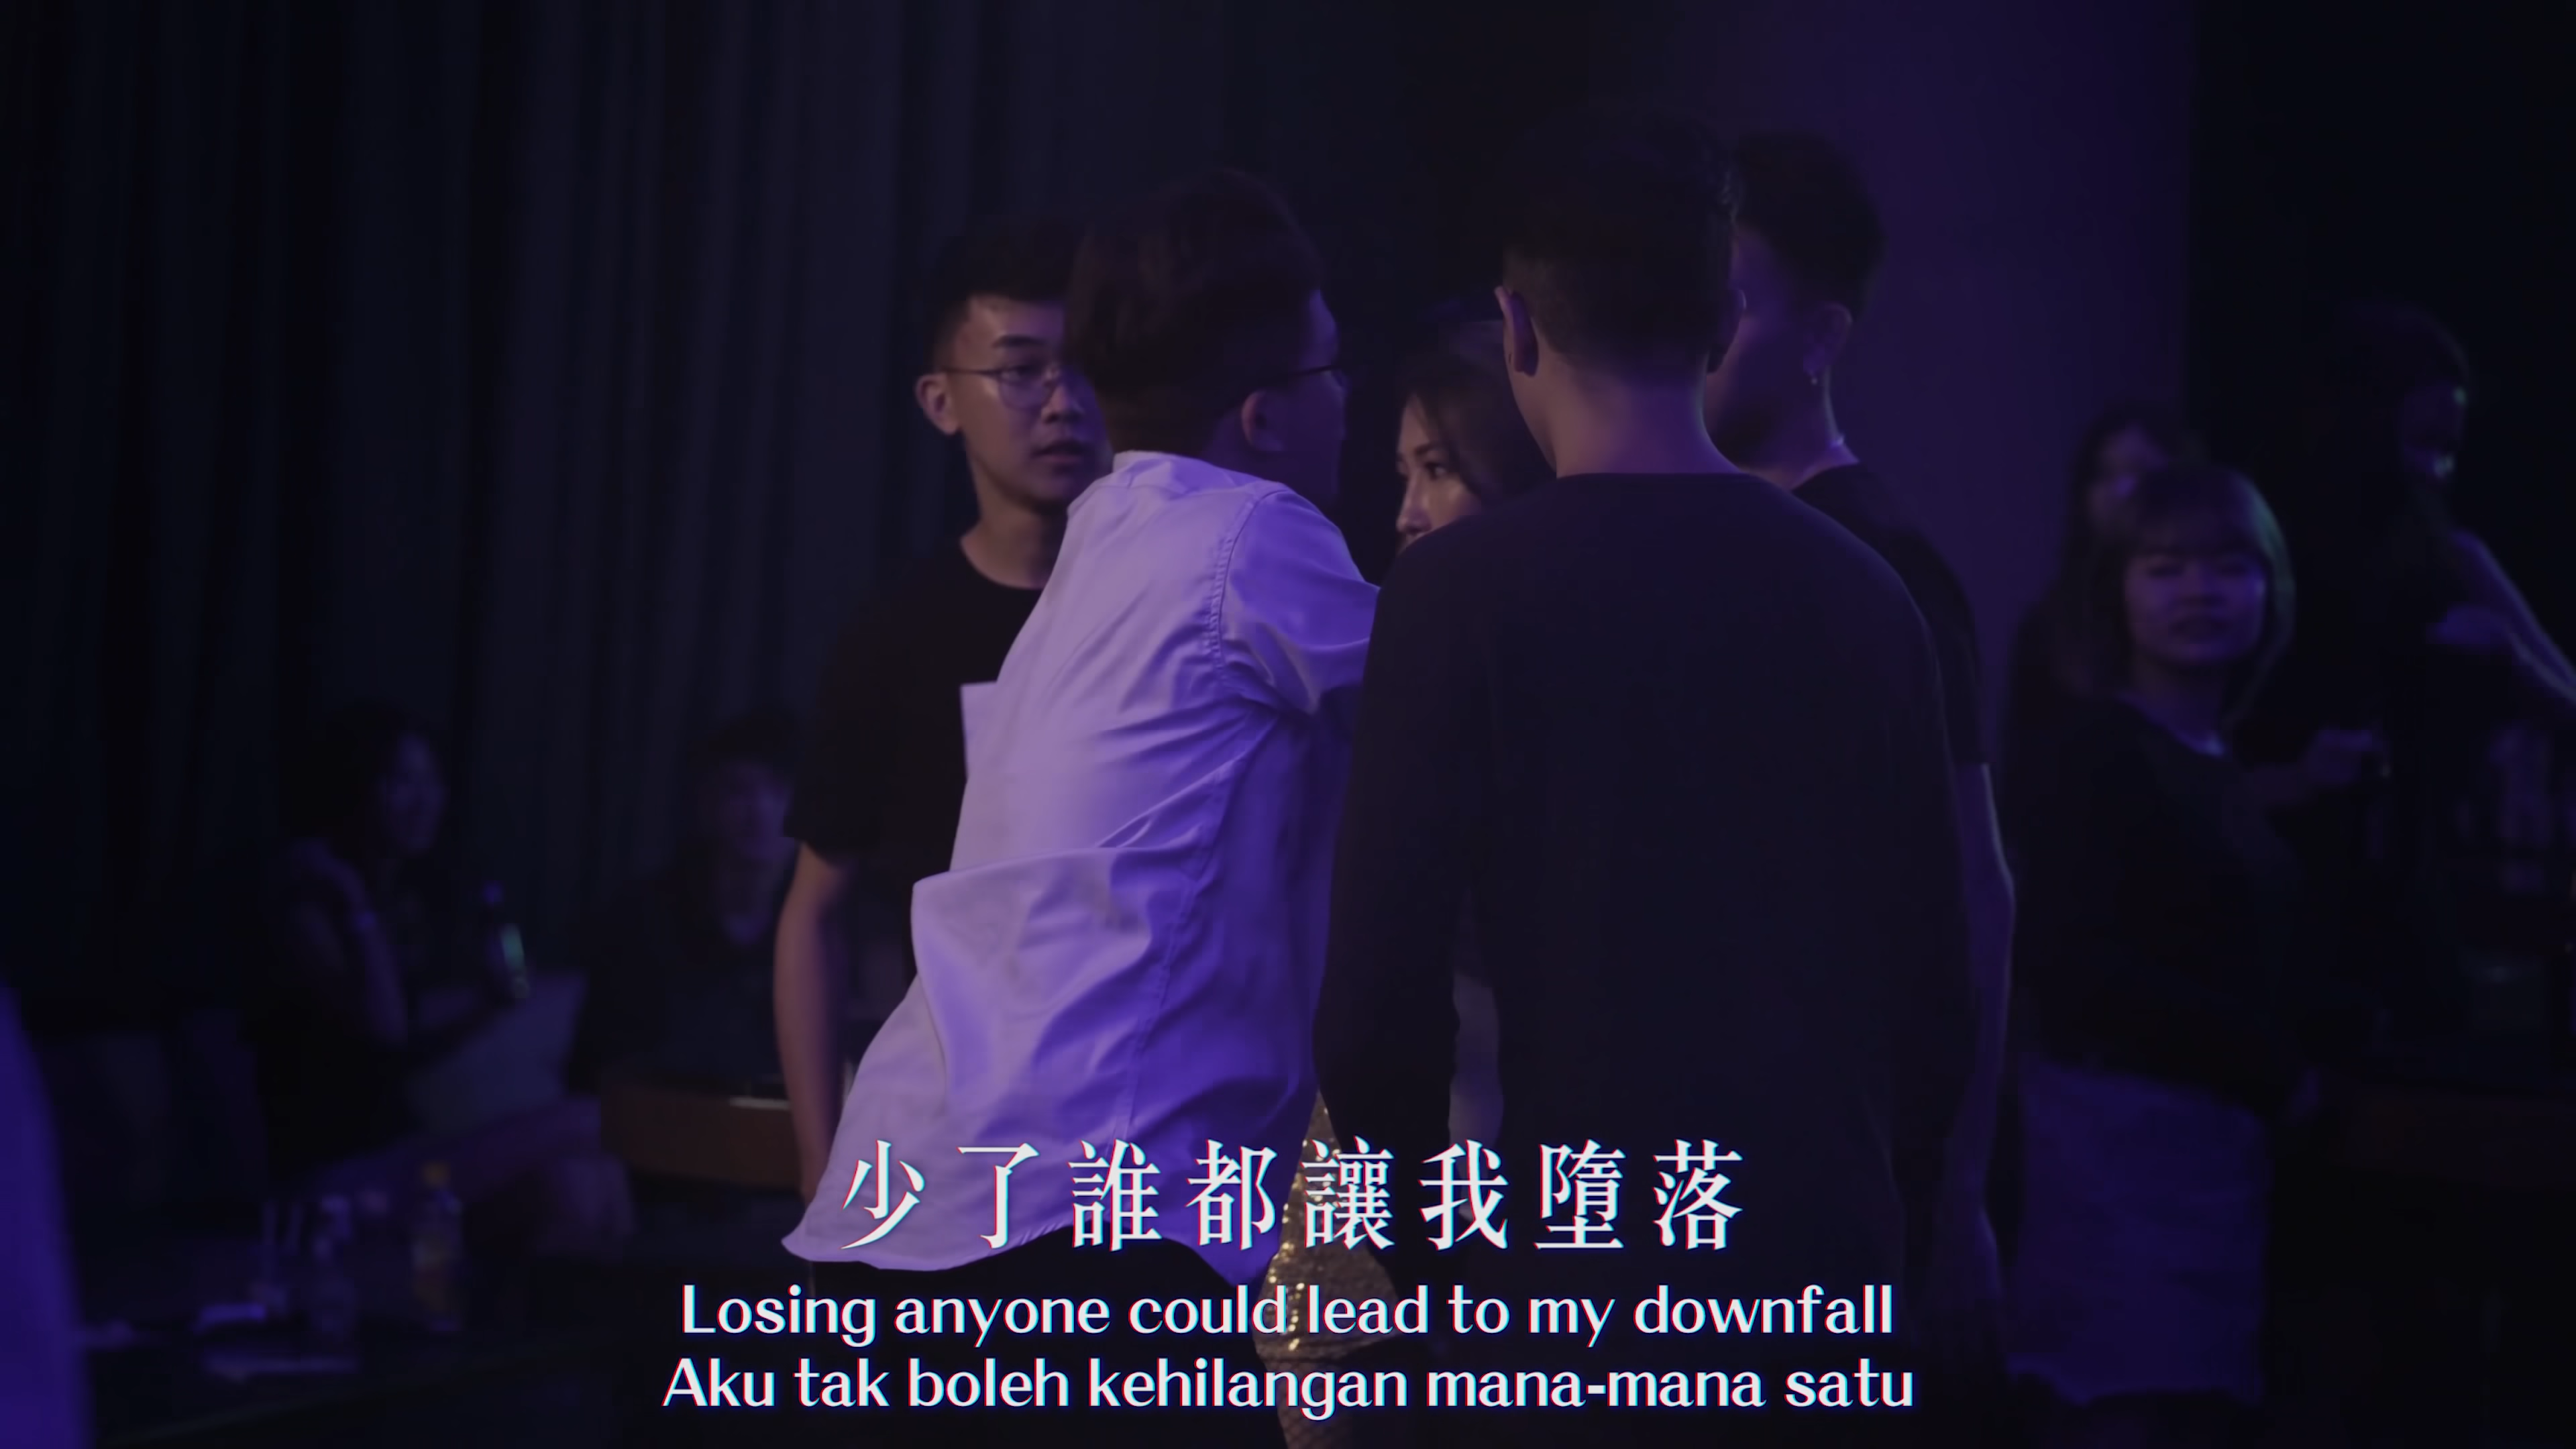 少了誰都讓我墮落
Losing anyone could lead to my downfall
Aku tak boleh kehilangan mana-mana satu